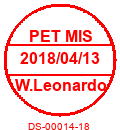 PET MIS
2018/04/13
W.Leonardo
DS-00014-18